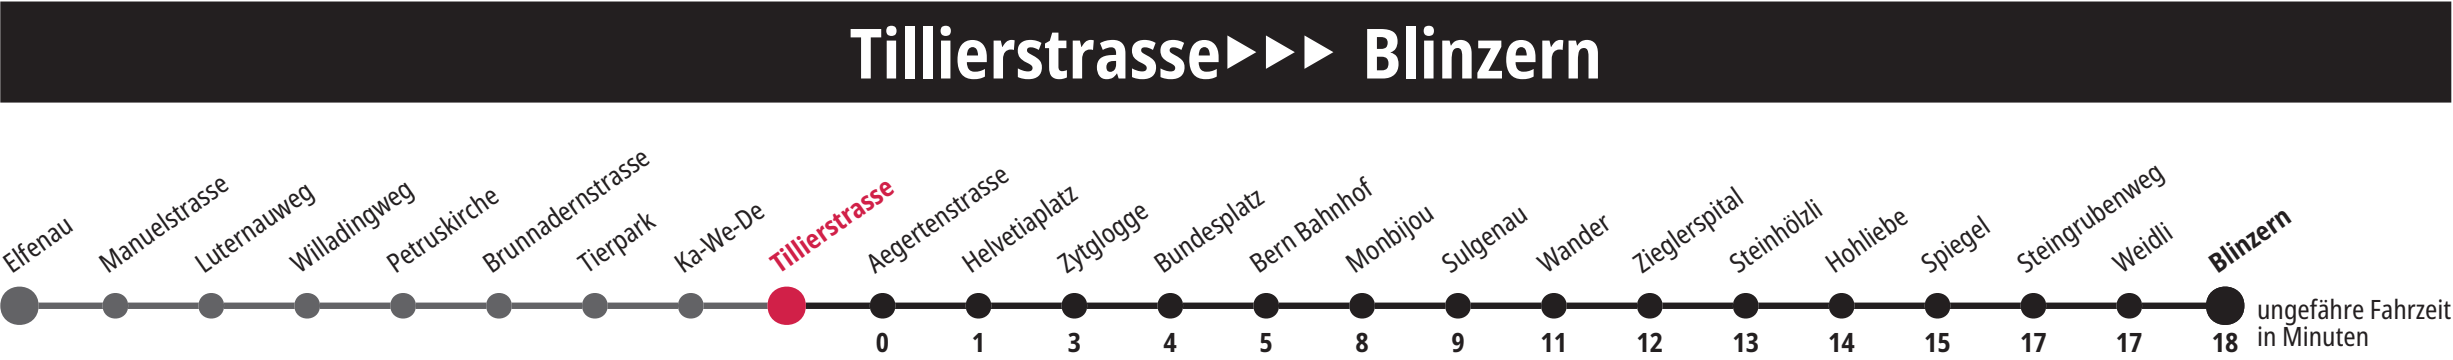 Tillierstrasse▶▶▶ Blinzern
Elfenau
Manuelstrasse
Luternauweg
Willadingweg
Petruskirche
Brunnadernstrasse
Tierpark
Ka-We-De
Tillierstrasse
Aegertenstrasse
Helvetiaplatz
Zytglogge
Bundesplatz
Bern Bahnhof
Monbijou
Sulgenau
Wander
Zieglerspital
Steinhölzli
Hohliebe
Spiegel
Steingrubenweg
Weidli
Blinzern
0 1 3 4 5 8 9 11 12 13 14 15 17 17 18
ungefähre Fahrzeit
in Minuten